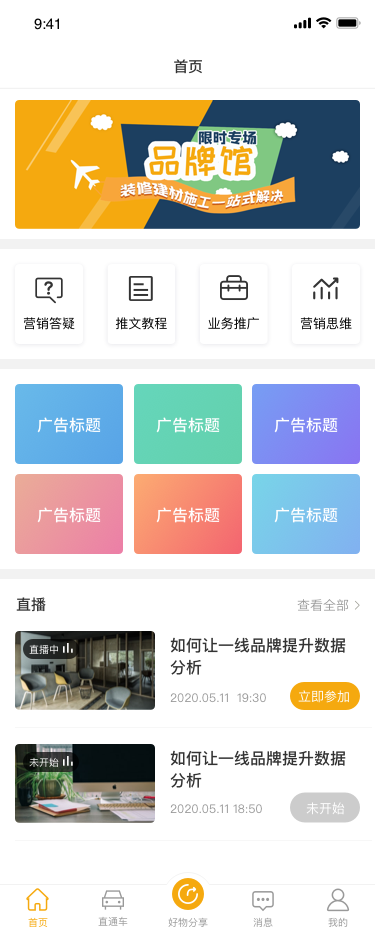 9:41
首页
限时专场
品牌馆
装修建材施工一站式解决
营销答疑
推文教程
业务推广
营销思维
广告标题
广告标题
广告标题
广告标题
广告标题
广告标题
直播
查看全部
直播中
如何让一线品牌提升数据
分析
2020.05.11 19:30
立即参加
未开始
如何让一线品牌提升数据
分析
2020.05.11 18:50
未开始
首页
直通车
好物分享
消息
我的